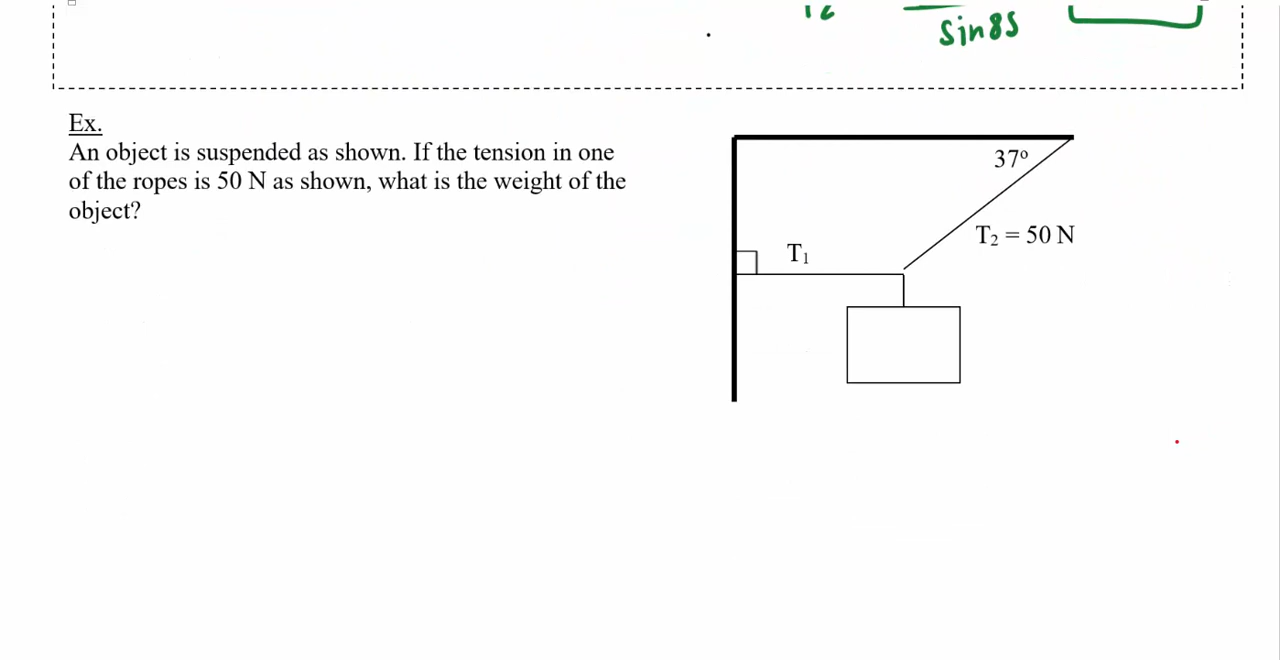 sin85
Ex.
An object is suspended as shown. If the tension in one
of the ropes is 50 N as shown, what is the weight of the
object?
37º
T₂ = 50 N
T₁